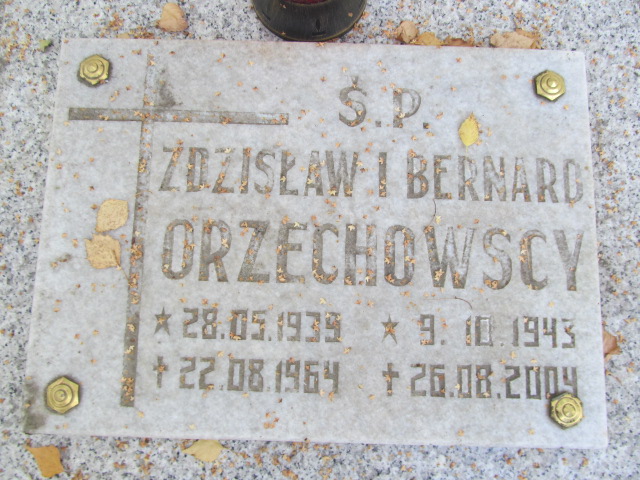 Ś.P.
ZDZISŁAW I BERNARD
ORZECHOWSCY
* 28.05.1939 * 9.10.1943
† 22.08.1964 † 26.08.2004